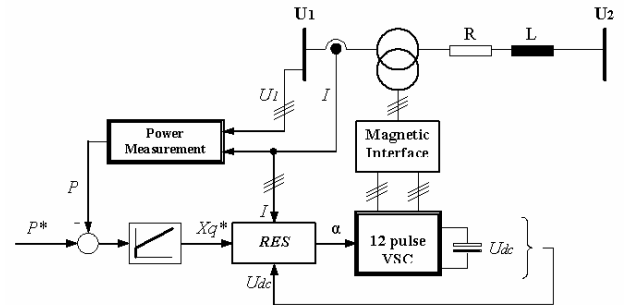 U1
U2
R
L
U1
I
Power
Measurement
Magnetic
Interface
P
-
I
P*
Xq*
RES
α
12 pulse
VSC
Udc
Udc